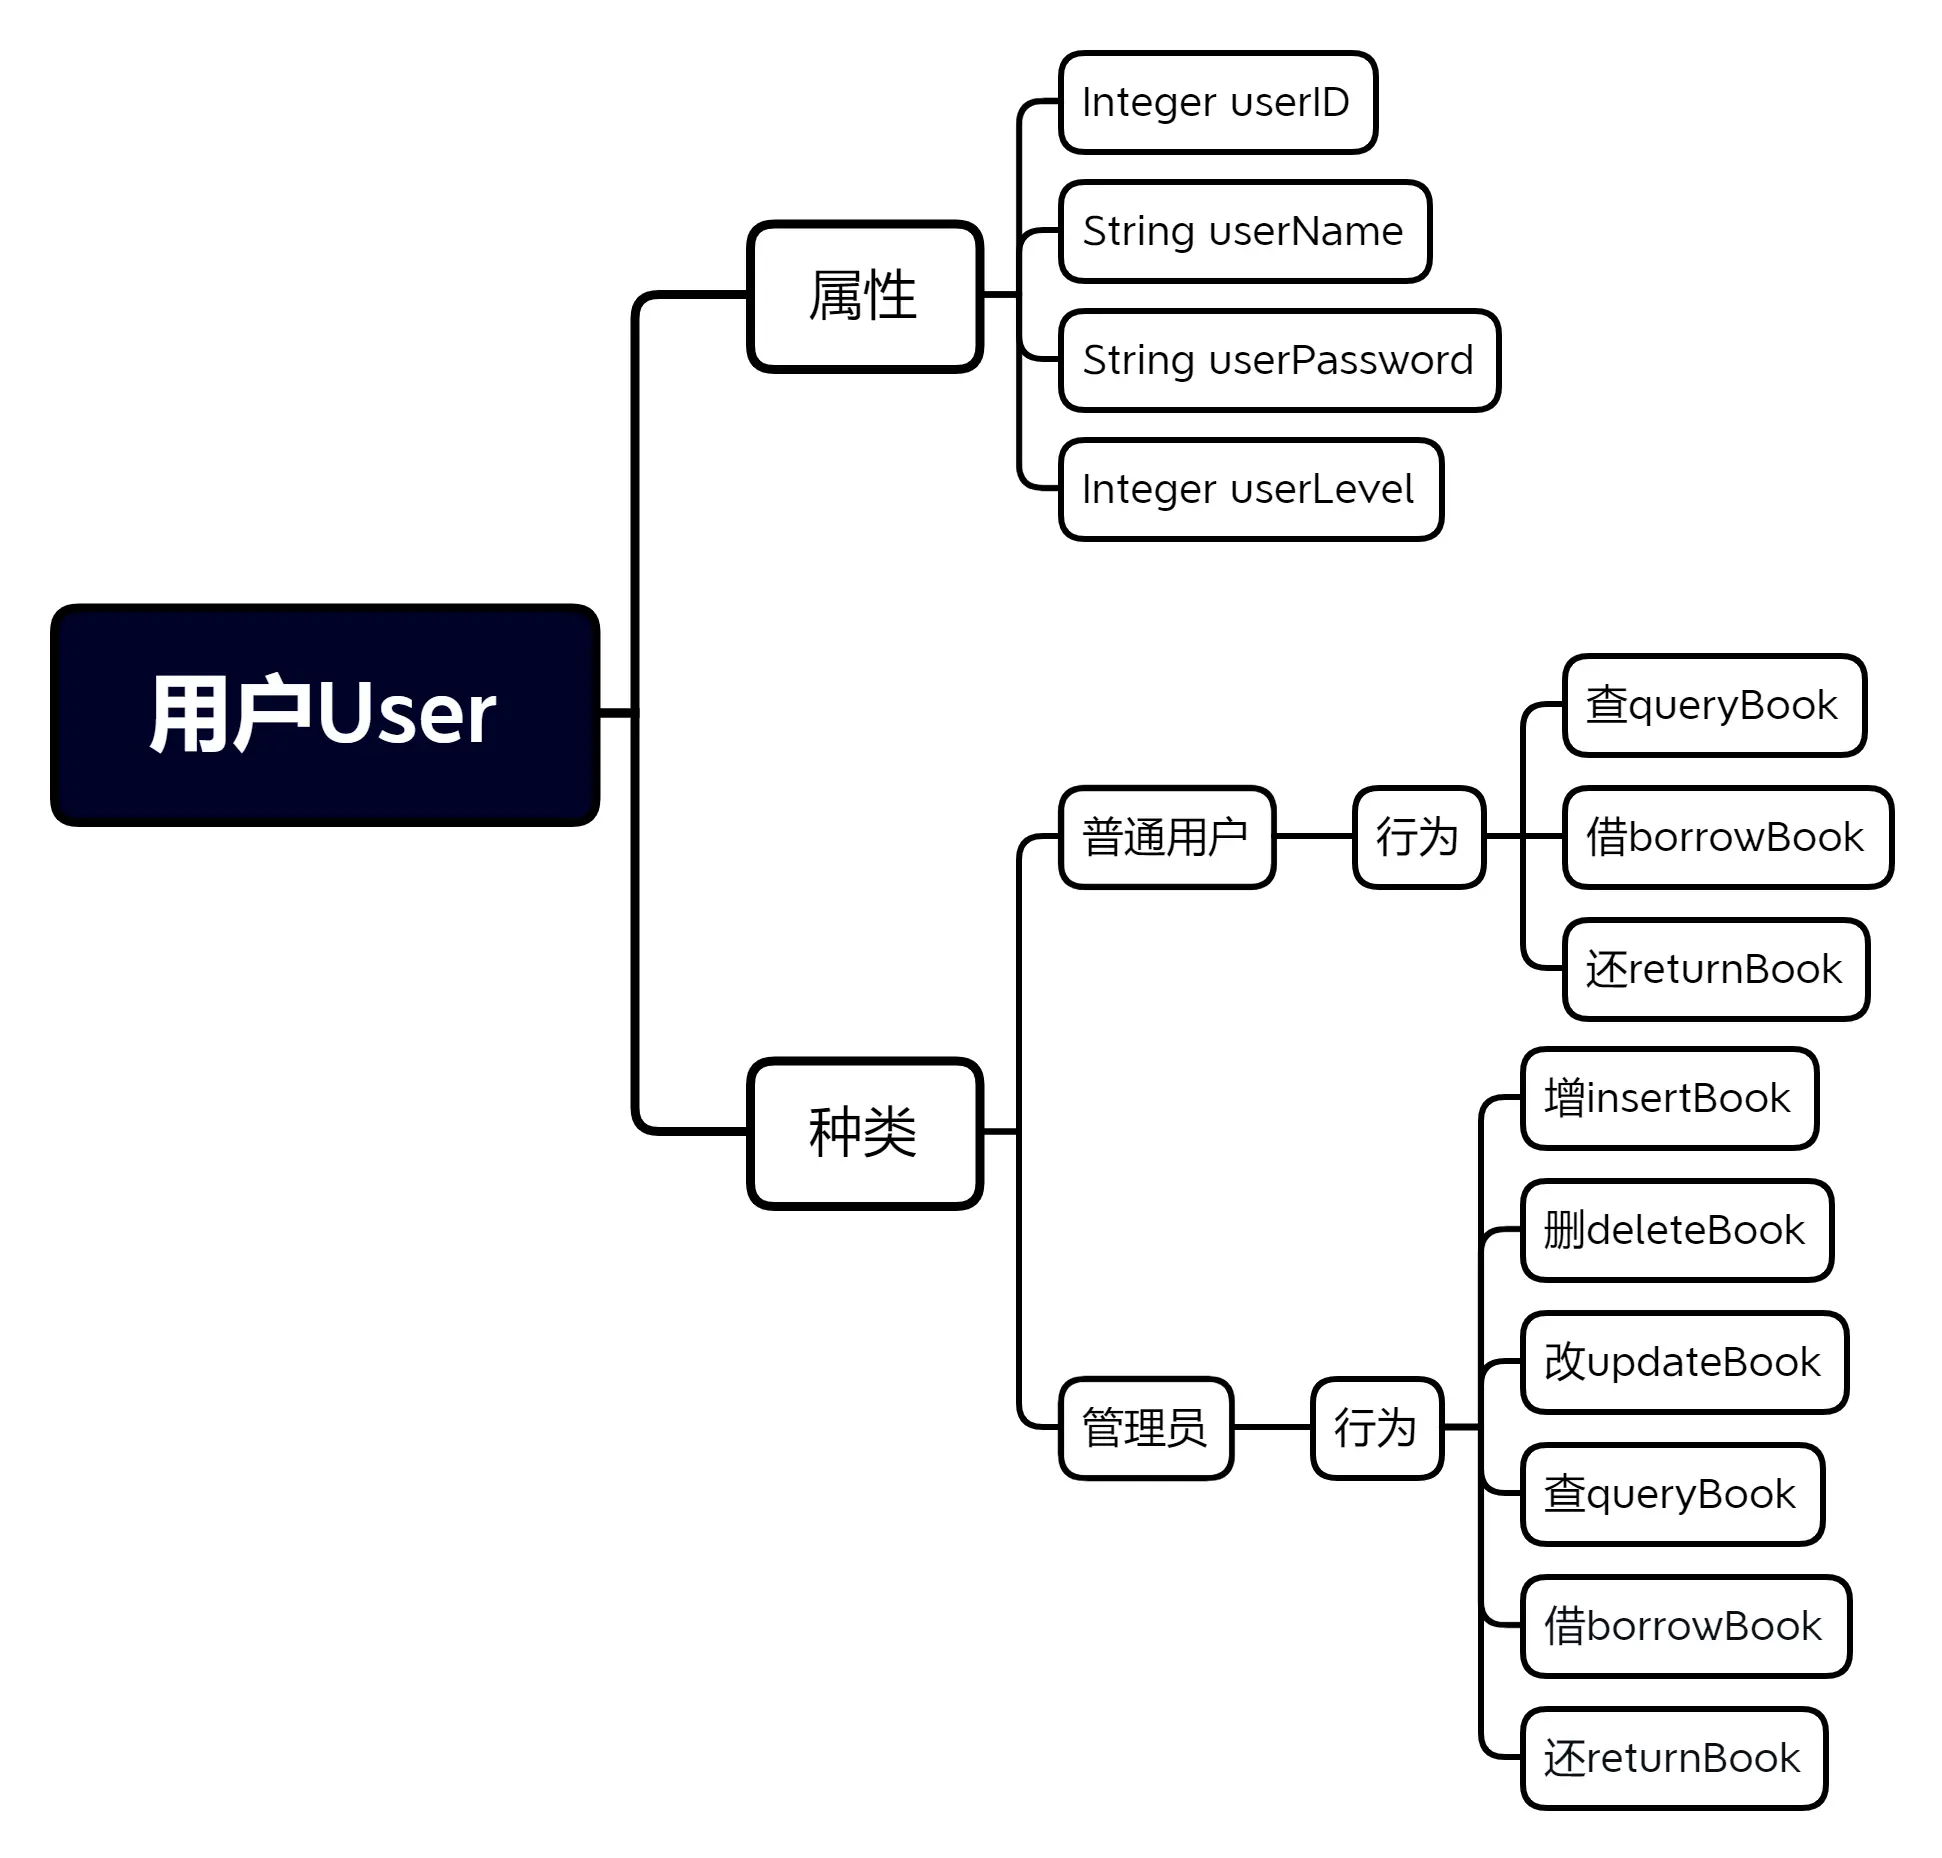 用户User
属性
Integer userID
String userName
String userPassword
Integer userLevel
种类
普通用户
行为
查queryBook
借borrowBook
还returnBook
管理员
行为
增insertBook
删deleteBook
改updateBook
查queryBook
借borrowBook
还returnBook